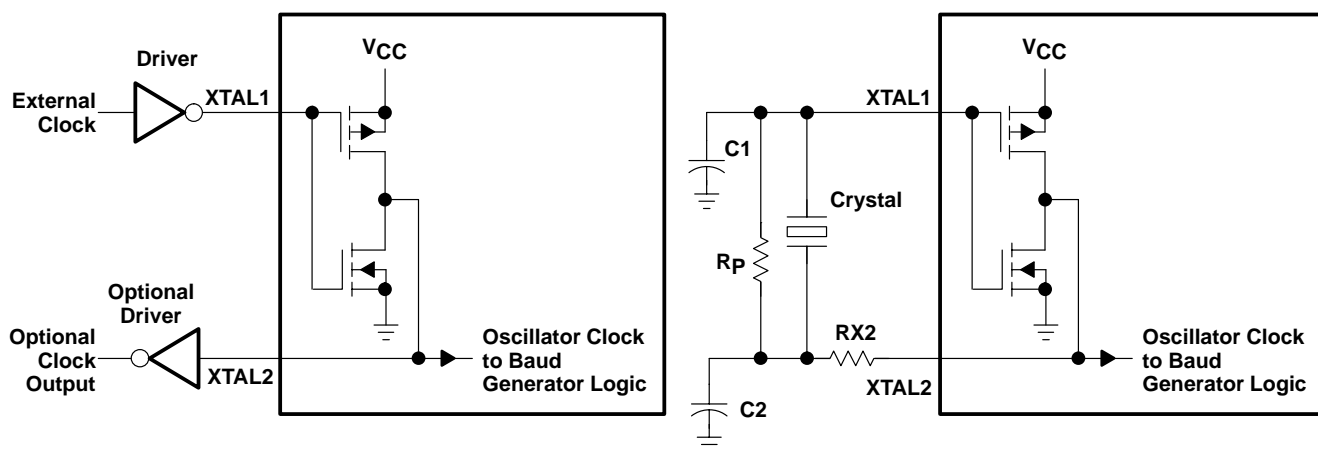 VCC
Driver
XTAL1
External
Clock
Optional
Driver
Optional
Clock
Output
XTAL2
Oscillator Clock
to Baud
Generator Logic
VCC
XTAL1
C1
Crystal
RP
RX2
XTAL2
C2
Oscillator Clock
to Baud
Generator Logic